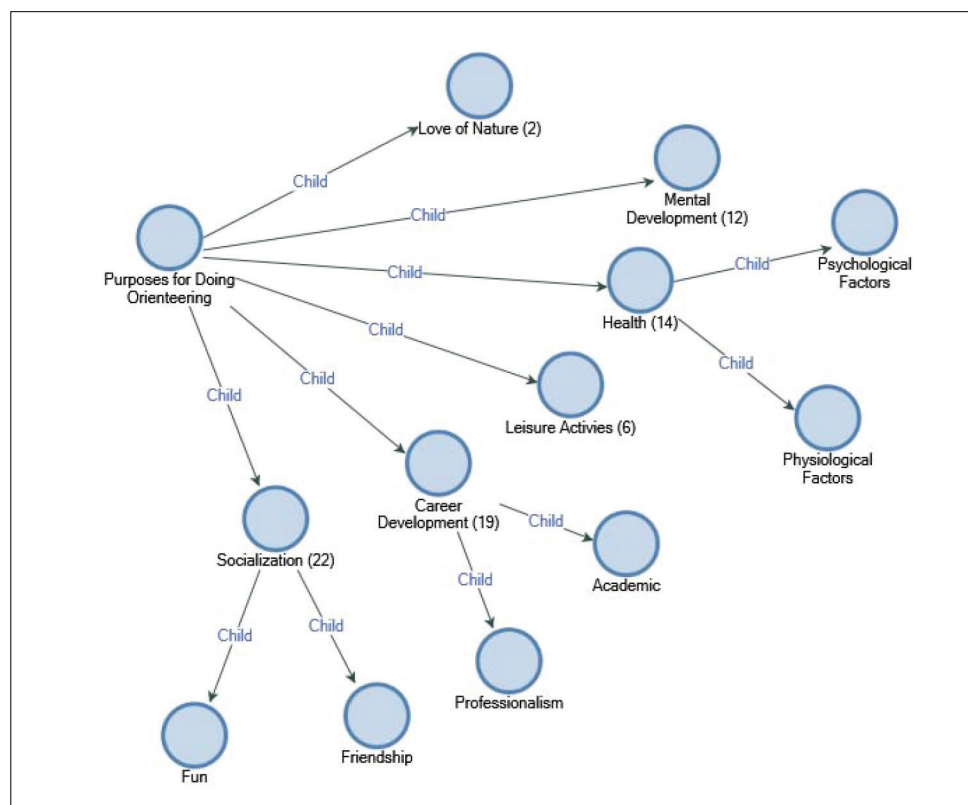 Love of Nature (2)
Child
Mental
Development (12)
Child
Purposes for Doing
Orienteering
Child
Health (14)
Child
Psychological
Factors
Child
Physiological
Factors
Child
Leisure Activies (6)
Child
Career
Development (19)
Child
Academic
Child
Professionalism
Child
Socialization (22)
Child
Fun
Child
Friendship